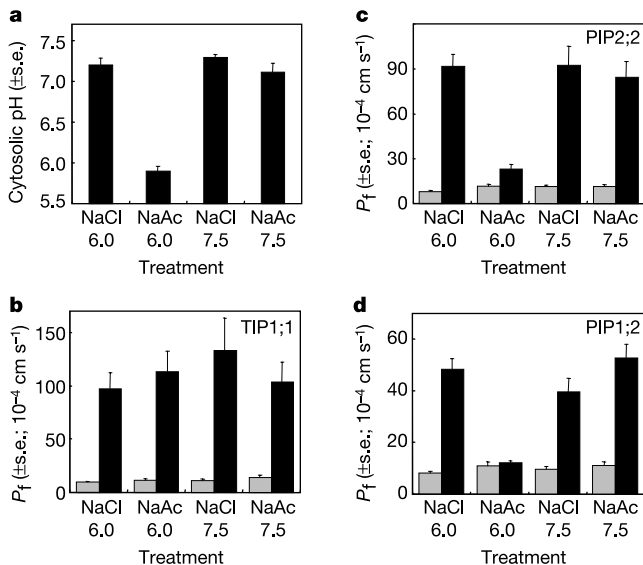 a
7.5
7.0
6.5
6.0
5.5
Cytosolic pH (±s.e.)
NaCl NaAc NaCl NaAc
6.0 6.0 7.5 7.5
Treatment
b
TIP1;1
150
100
50
0
Pf (±s.e.; 10⁻⁴ cm s⁻¹)
NaCl NaAc NaCl NaAc
6.0 6.0 7.5 7.5
Treatment
c
PIP2;2
90
60
30
0
Pf (±s.e.; 10⁻⁴ cm s⁻¹)
NaCl NaAc NaCl NaAc
6.0 6.0 7.5 7.5
Treatment
d
PIP1;2
60
40
20
0
Pf (±s.e.; 10⁻⁴ cm s⁻¹)
NaCl NaAc NaCl NaAc
6.0 6.0 7.5 7.5
Treatment